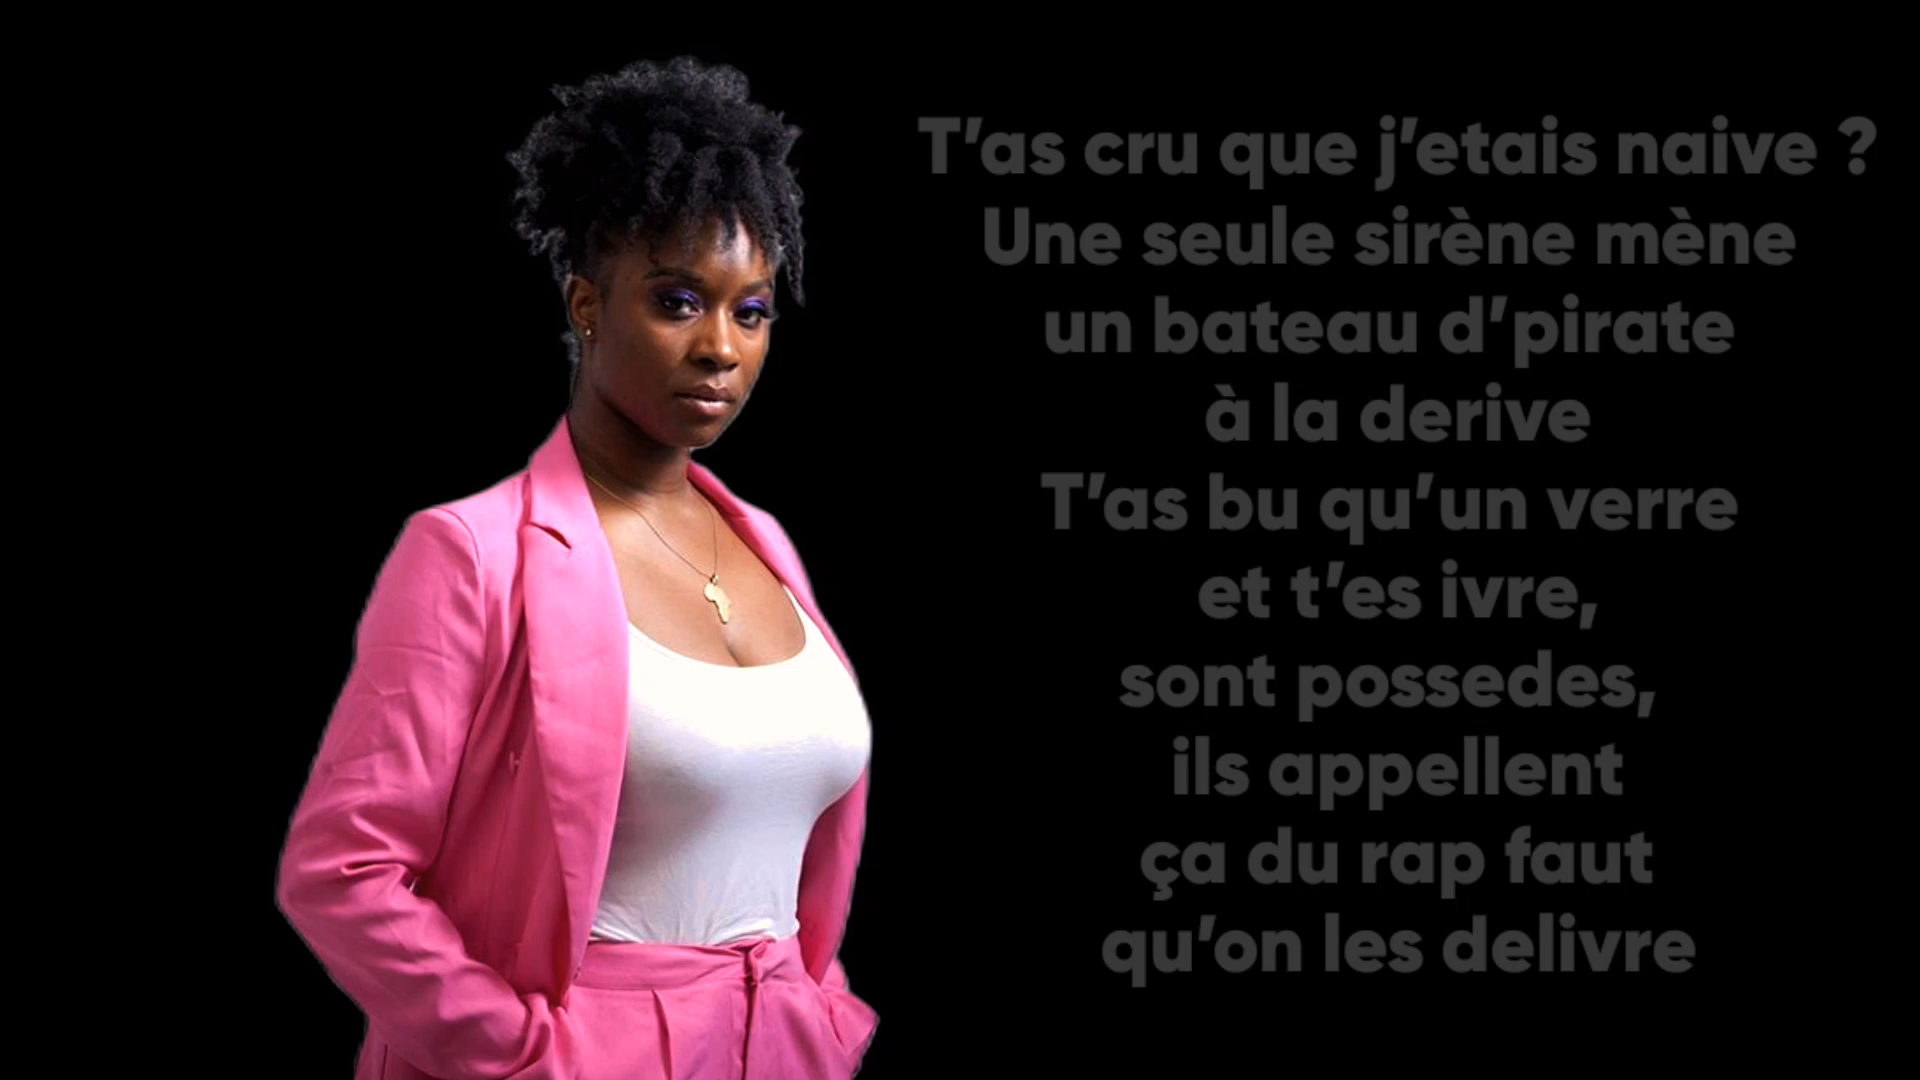 T’as cru que j’etais naive ?
Une seule sirène mène
un bateau d’pirate
à la derive
T’as bu qu’un verre
et t’es ivre,
sont possedes,
ils appellent
ça du rap faut
qu’on les delivre